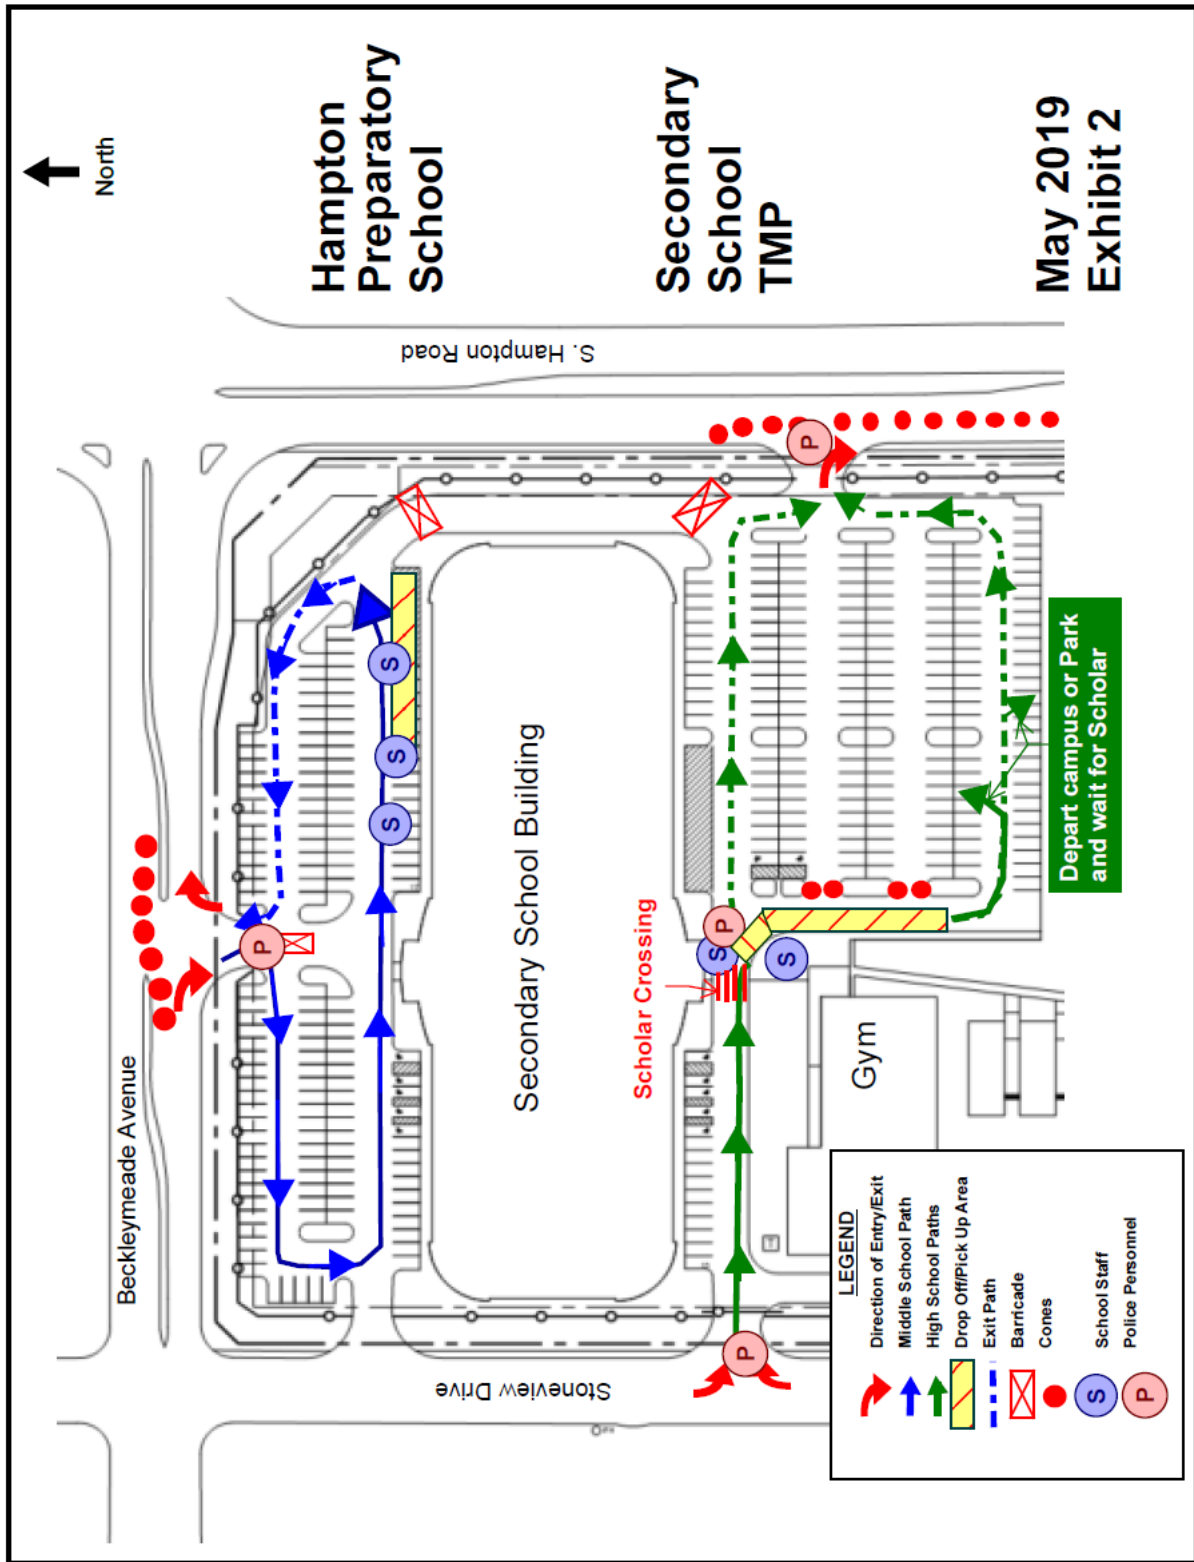 North
Hampton
Preparatory
School
Secondary
School
TMP
May 2019
Exhibit 2
S. Hampton Road
Beckleymeade Avenue
Stoneview Drive
Secondary School Building
Scholar Crossing
Gym
Depart campus or Park
and wait for Scholar
P
S
S
S
P
S
S
P
P
LEGEND
Direction of Entry/Exit
Middle School Path
High School Paths
Drop Off/Pick Up Area
Exit Path
Barricade
Cones
S School Staff
P Police Personnel